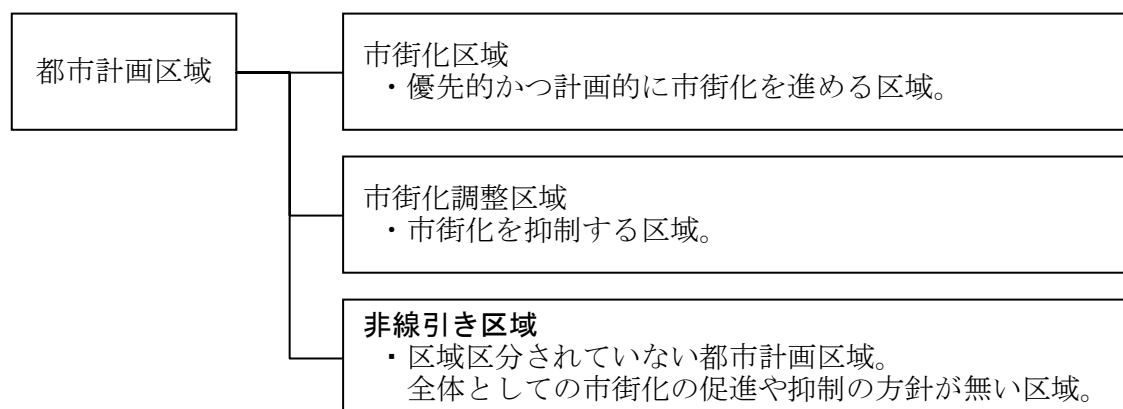 都市計画区域
市街化区域
・優先的かつ計画的に市街化を進める区域。
市街化調整区域
・市街化を抑制する区域。
非線引き区域
・区域区分されていない都市計画区域。
全体としての市街化の促進や抑制の方針が無い区域。